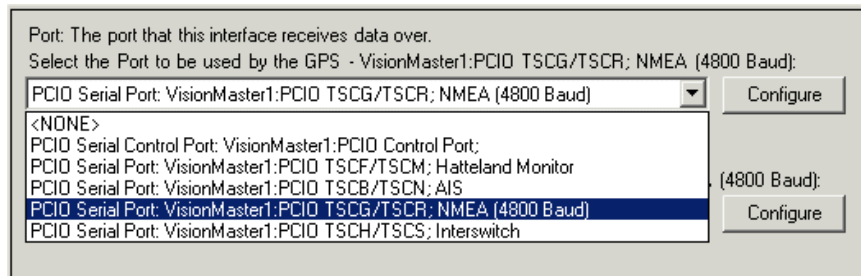 Port: The port that this interface receives data over.
Select the Port to be used by the GPS - VisionMaster1:PCIO TSCG/TSCR; NMEA (4800 Baud):
PCIO Serial Port: VisionMaster1:PCIO TSCG/TSCR; NMEA (4800 Baud)
Configure
<NONE>
PCIO Serial Control Port: VisionMaster1:PCIO Control Port;
PCIO Serial Port: VisionMaster1:PCIO TSCF/TSCM; Hatteland Monitor
PCIO Serial Port: VisionMaster1:PCIO TSCB/TSCN; AIS
(4800 Baud):
PCIO Serial Port: VisionMaster1:PCIO TSCG/TSCR; NMEA (4800 Baud)
Configure
PCIO Serial Port: VisionMaster1:PCIO TSCH/TSCS; Interswitch